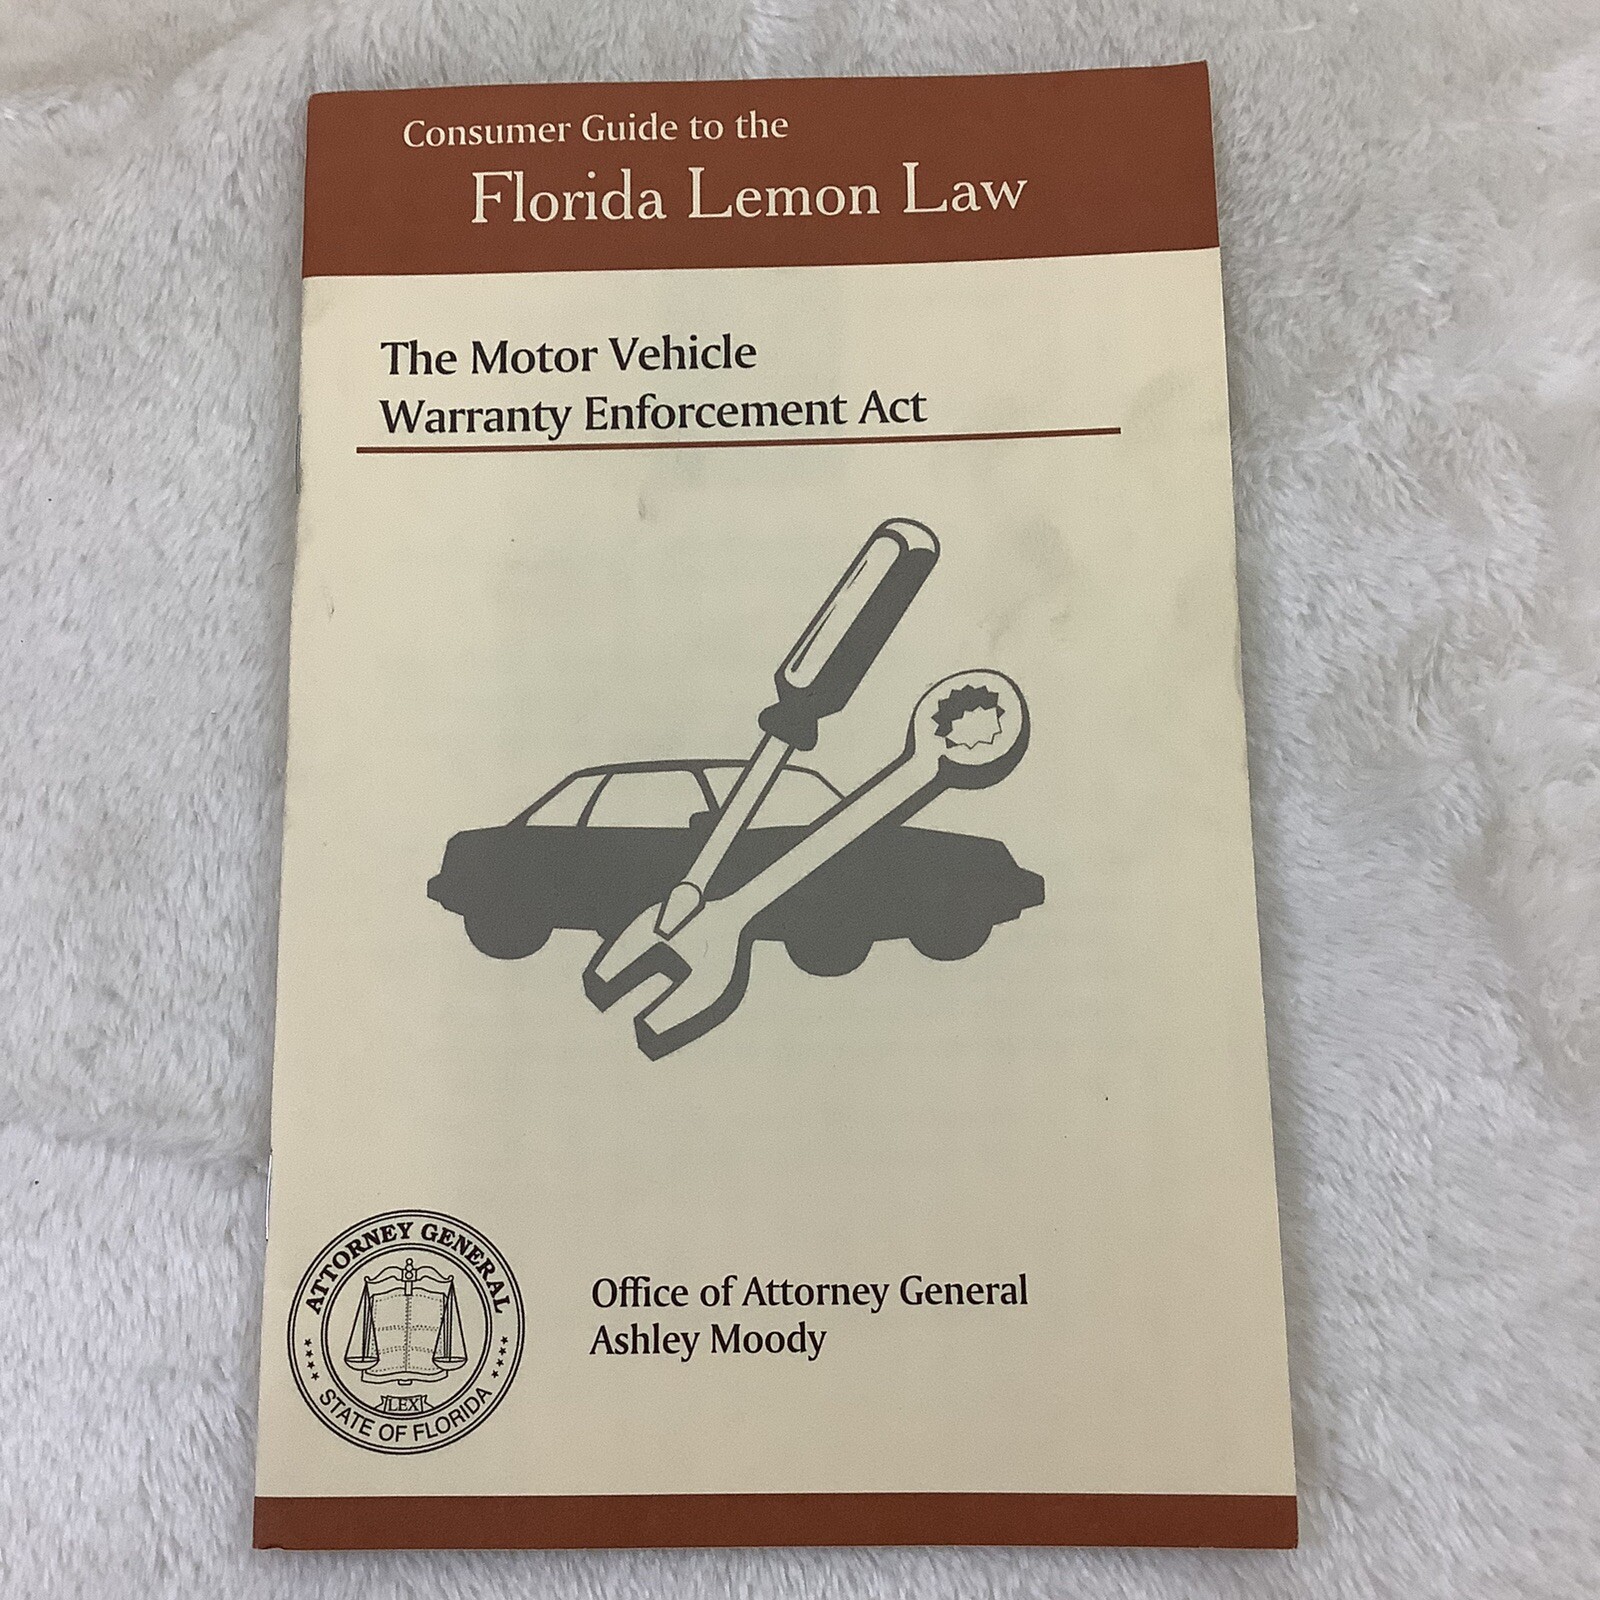 Consumer Guide to the
Florida Lemon Law
The Motor Vehicle
Warranty Enforcement Act
ATTORNEY GENERAL
LEX
STATE OF FLORIDA
Office of Attorney General
Ashley Moody